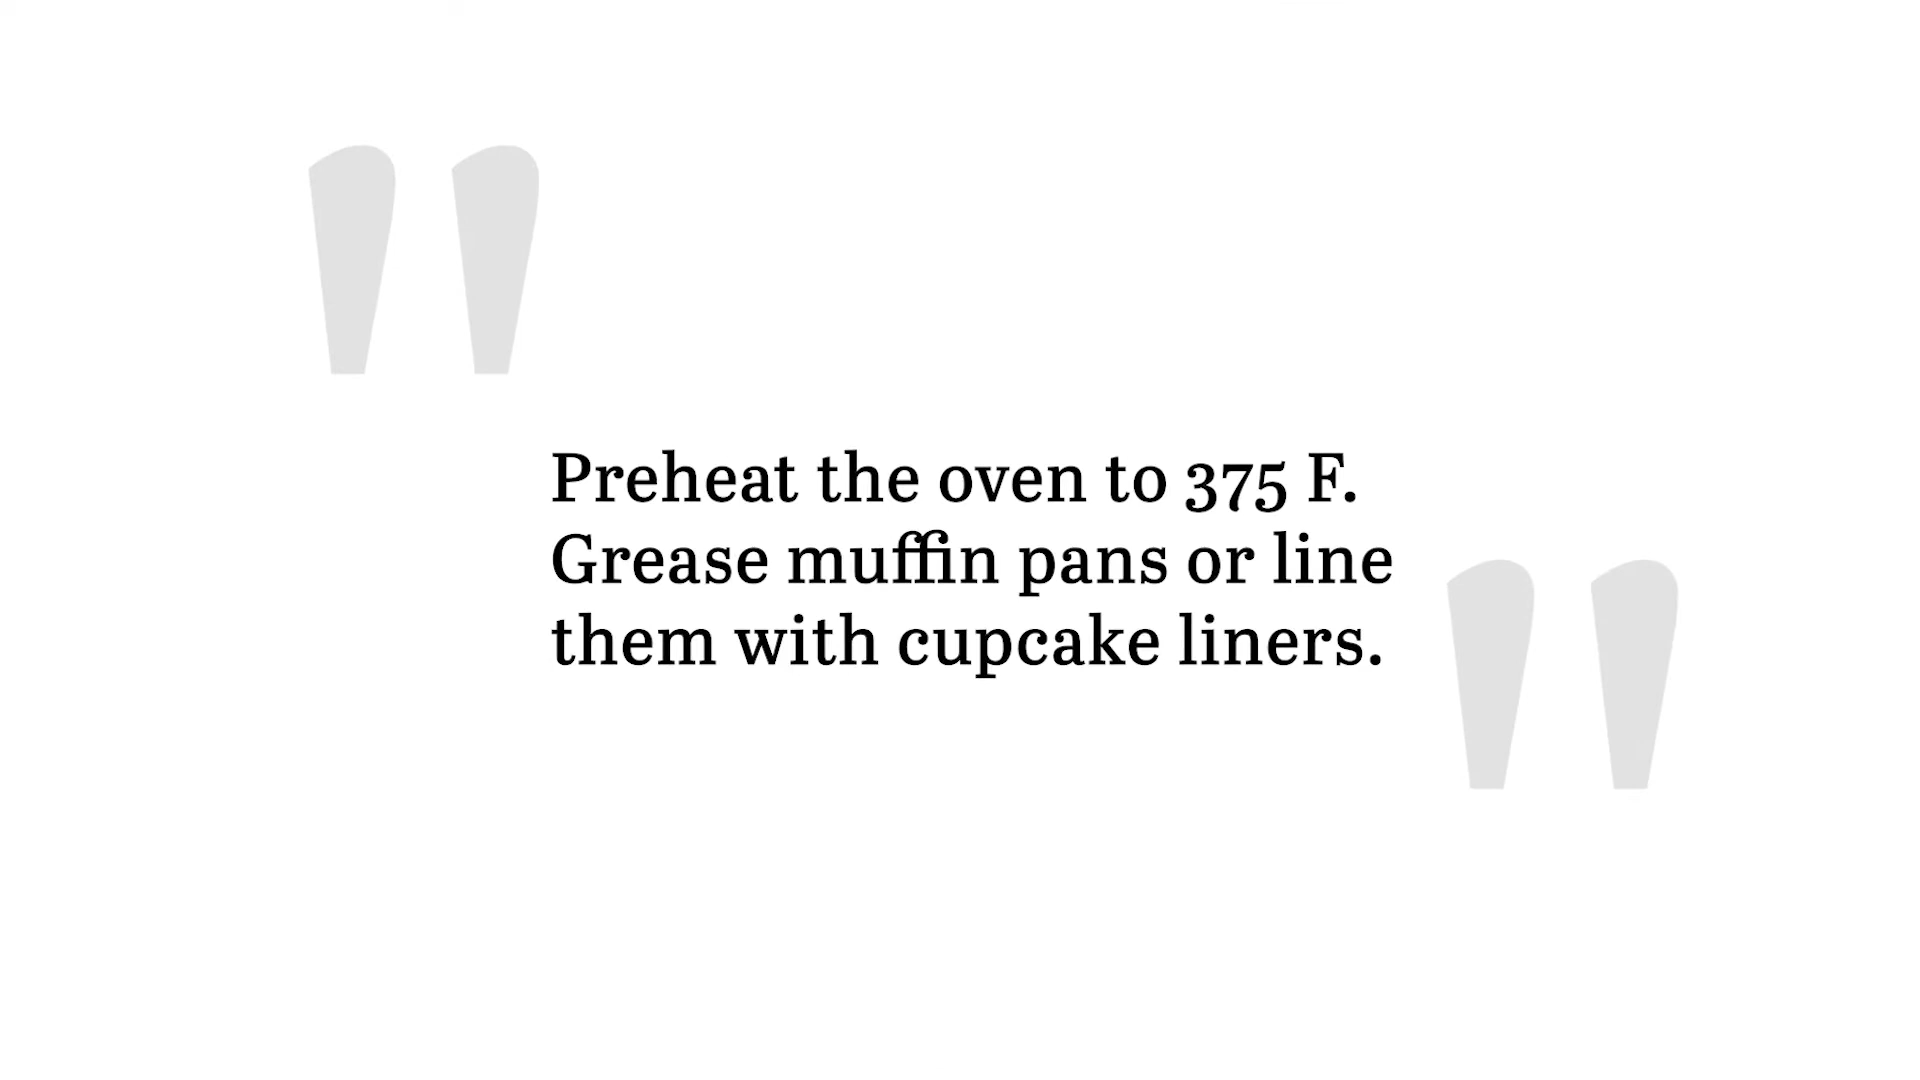 "
Preheat the oven to 375 F.
Grease muffin pans or line
them with cupcake liners.
"